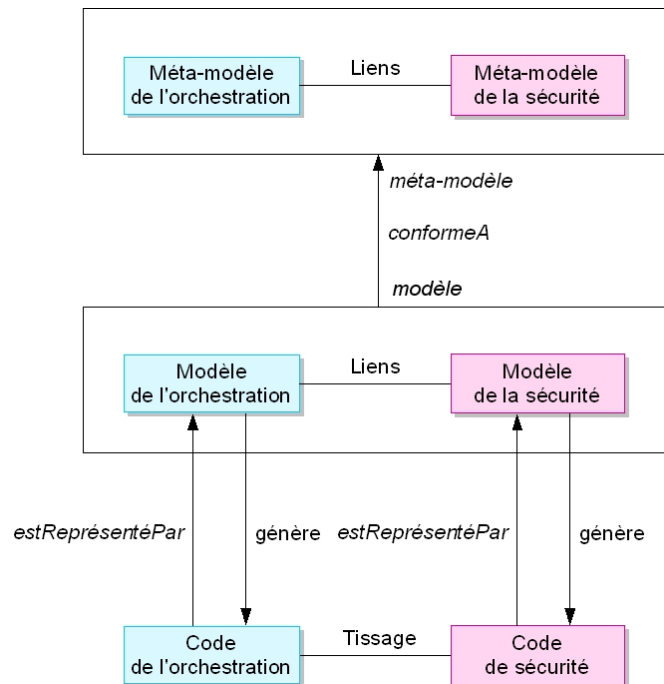 Méta-modèle
de l'orchestration
Liens
Méta-modèle
de la sécurité
méta-modèle
conformeA
modèle
Modèle
de l'orchestration
Liens
Modèle
de la sécurité
estReprésentéPar
génère
estReprésentéPar
génère
Code
de l'orchestration
Tissage
Code
de sécurité